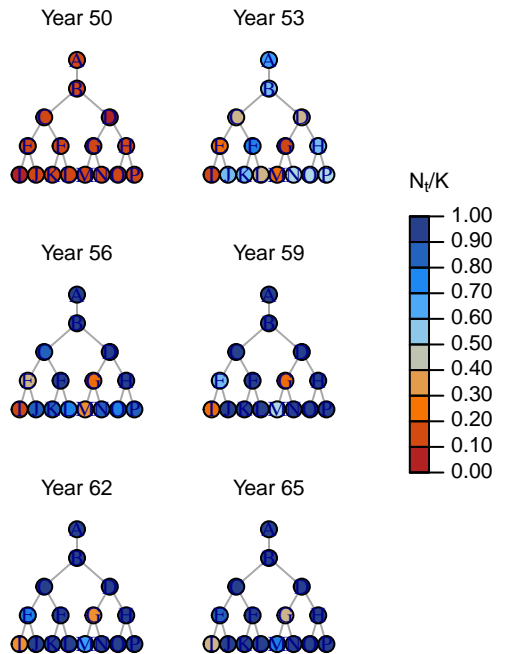 Year 50
A
B
C D
E F G H
I J K L M N O P
Year 53
A
B
C D
E F G H
I J K L M N O P
Year 56
A
B
C D
E F G H
I J K L M N O P
Year 59
A
B
C D
E F G H
I J K L M N O P
Year 62
A
B
C D
E F G H
I J K L M N O P
Year 65
A
B
C D
E F G H
I J K L M N O P
Nt/K
1.00
0.90
0.80
0.70
0.60
0.50
0.40
0.30
0.20
0.10
0.00